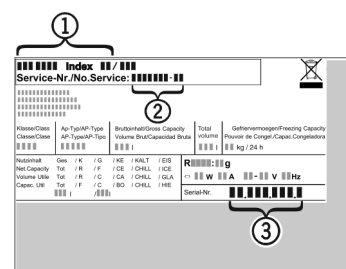 1
Index /
Service-Nr./No.Service: -
2
Klasse/Class Ap-Typ/AP-Type Bruttoinhalt/Gross Capacity Total Gefriervermoegen/Freezing Capacity
Classe/Clase AP-Type/AP-Tipo Volume Brut/Capacidad Bruta volume Pouvoir de Congel./Capac.Congeladora
l l kg / 24 h
Nutzinhalt Ges / K / G / KE / KALT / EIS
Net.Capacity Tot / R / F / CE / CHILL / ICE
Volume Utile Tot / R / C / CA / CHILL / GLA
Capac. Util Tot / F / C / BO / CHILL / HIE
l / l
R : g
W A - V Hz
Serial-Nr. . . .
3